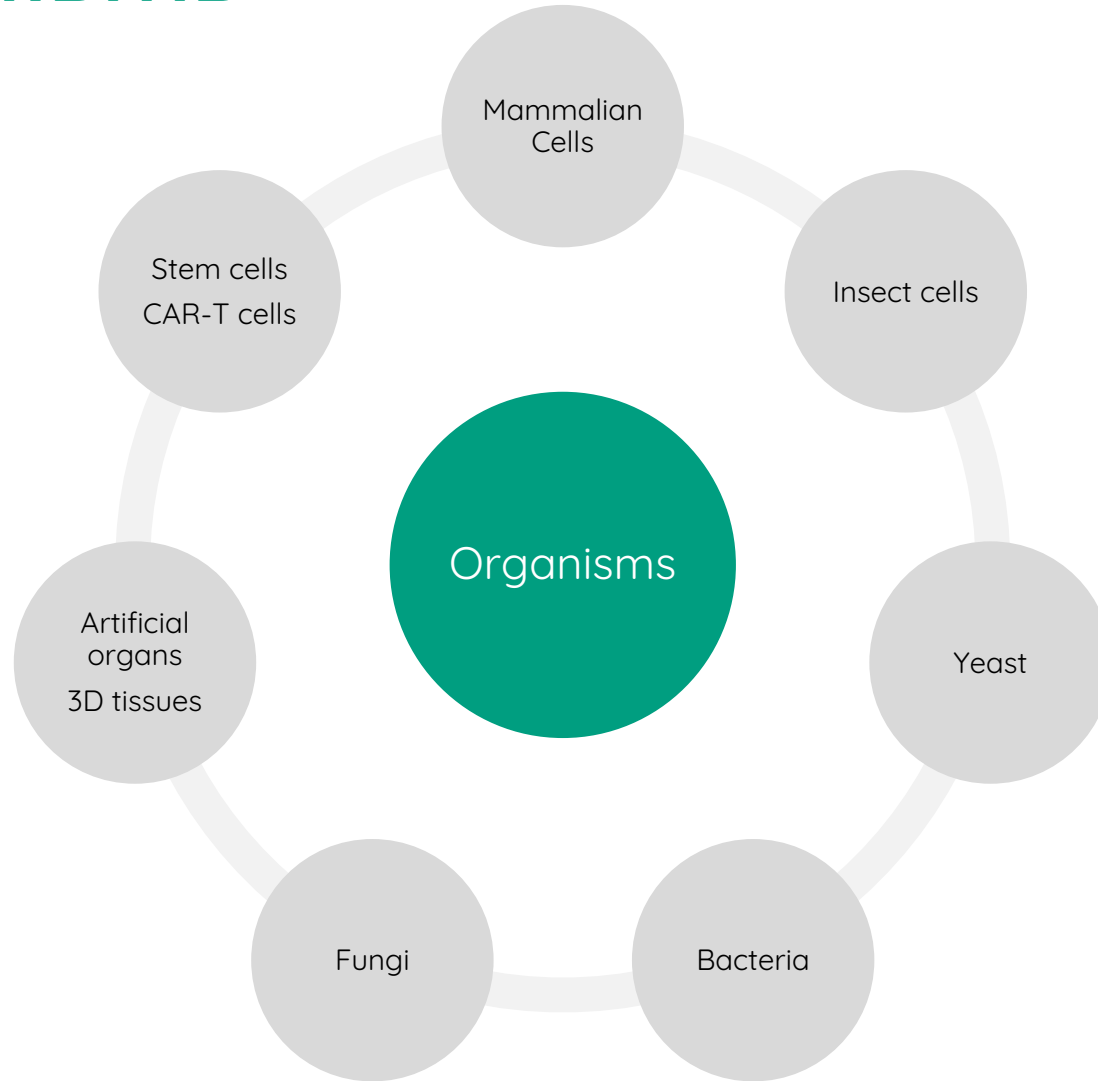 Mammalian
Cells
Stem cells
CAR-T cells
Insect cells
Organisms
Artificial
organs
3D tissues
Yeast
Fungi
Bacteria